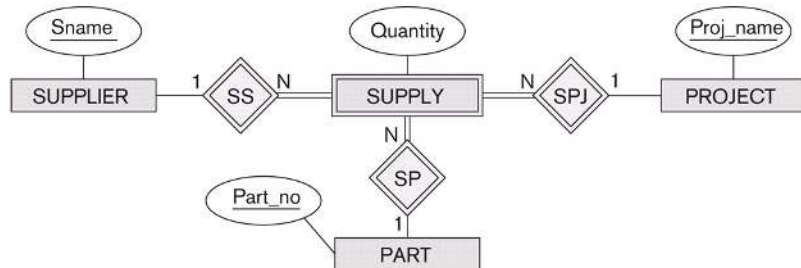 Sname
Quantity
Proj_name
SUPPLIER
1
SS
N
SUPPLY
N
SPJ
1
PROJECT
N
SP
Part_no
1
PART